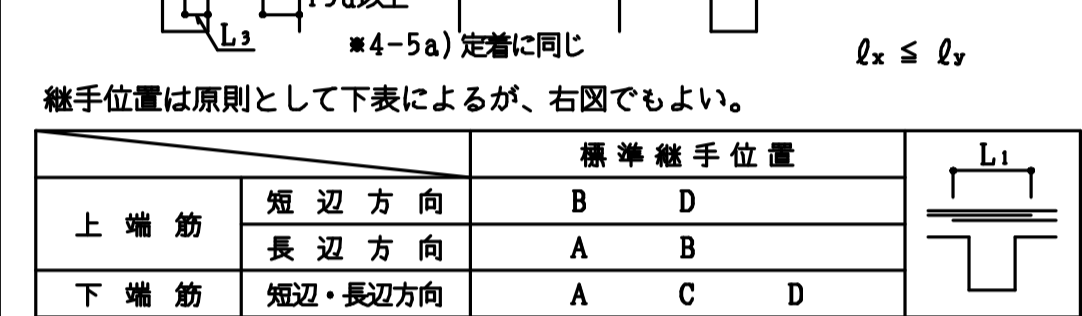 L3
※4-5a)定着に同じ
ℓx ≦ ℓy
継手位置は原則として下表によるが、右図でもよい。
標準継手位置
L1
上端筋
短辺方向 B D
長辺方向 A B
下端筋 短辺・長辺方向 A C D